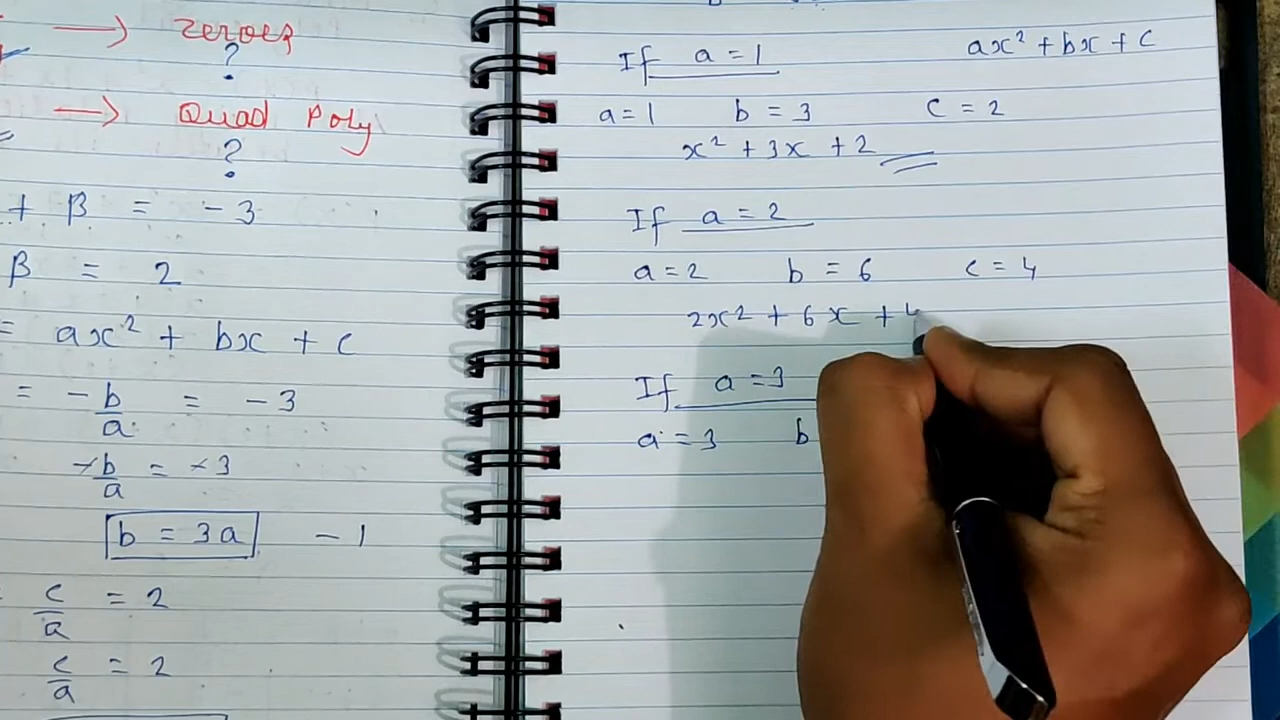 → zeroes
?
→ Quad Poly
?
+ β = -3
β = 2
= ax² + bx + c
= -b/a = -3
-b/a = -3
b = 3a - 1
c/a = 2
c/a = 2
If a = 1 ax² + bx + c
a = 1 b = 3 c = 2
x² + 3x + 2
If a = 2
a = 2 b = 6 c = 4
2x² + 6x + 4
If a = 3
a = 3 b